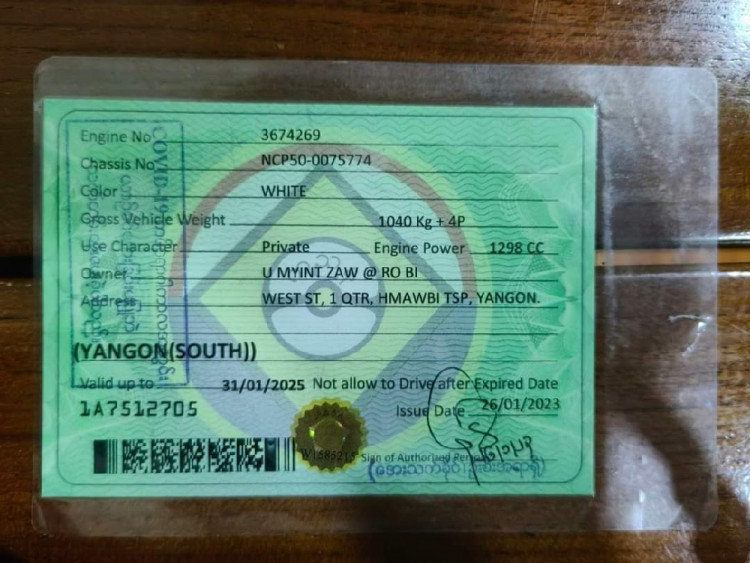 Engine No 3674269
Chassis No NCP50-0075774
Color WHITE
Gross Vehicle Weight 1040 Kg + 4P
Use Character Private Engine Power 1298 CC
Owner U MYINT ZAW @ RO BI
Address WEST ST, 1 QTR, HMAWBI TSP, YANGON.
(YANGON(SOUTH))
Valid up to 31/01/2025 Not allow to Drive after Expired Date
1A7512705 Issue Date 26/01/2023
Sign of Authorized
COVID-19